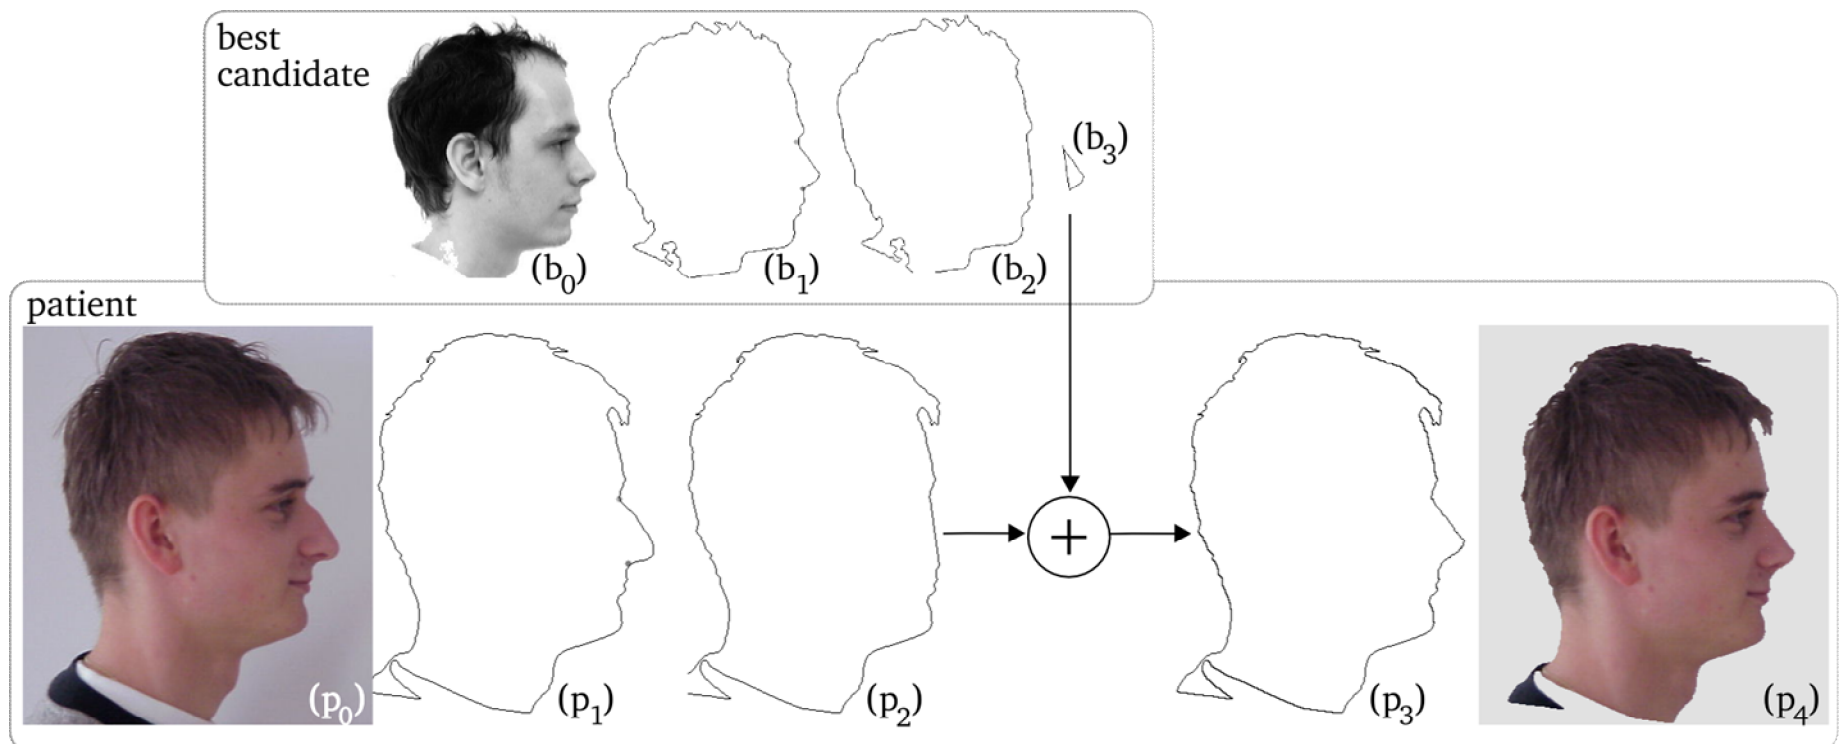 best
candidate
(b0)
(b1)
(b2)
(b3)
patient
(p0)
(p1)
(p2)
+
(p3)
(p4)